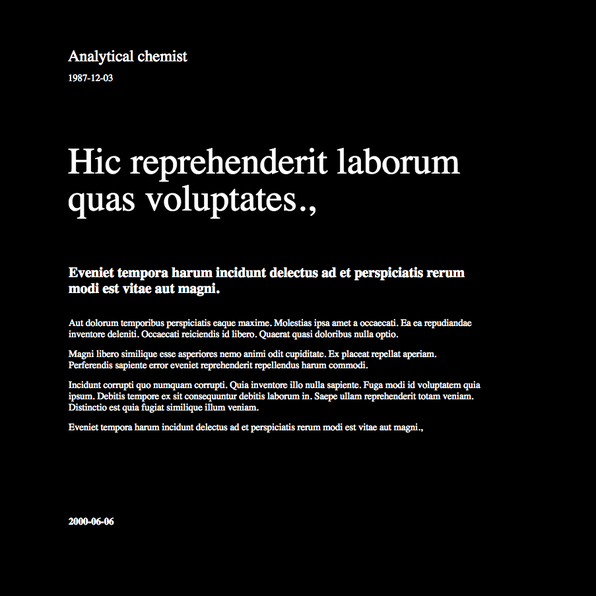 Analytical chemist
1987-12-03
Hic reprehenderit laborum
quas voluptates.,
Eveniet tempora harum incidunt delectus ad et perspiciatis rerum
modi est vitae aut magni.
Aut dolorum temporibus perspiciatis eaque maxime. Molestias ipsa amet a occaecati. Ea ea repudiandae
inventore deleniti. Occaecati reiciendis id libero. Quaerat quasi doloribus nulla optio.
Magni libero similique esse asperiores nemo animi odit cupiditate. Ex placeat repellat aperiam.
Perferendis sapiente error eveniet reprehenderit repellendus harum commodi.
Incidunt corrupti quo numquam corrupti. Quia inventore illo nulla sapiente. Fuga modi id voluptatem quia
ipsum. Debitis tempore ex sit consequuntur debitis laborum in. Saepe ullam reprehenderit totam veniam.
Distinctio est quia fugiat similique illum veniam.
Eveniet tempora harum incidunt delectus ad et perspiciatis rerum modi est vitae aut magni.,
2000-06-06